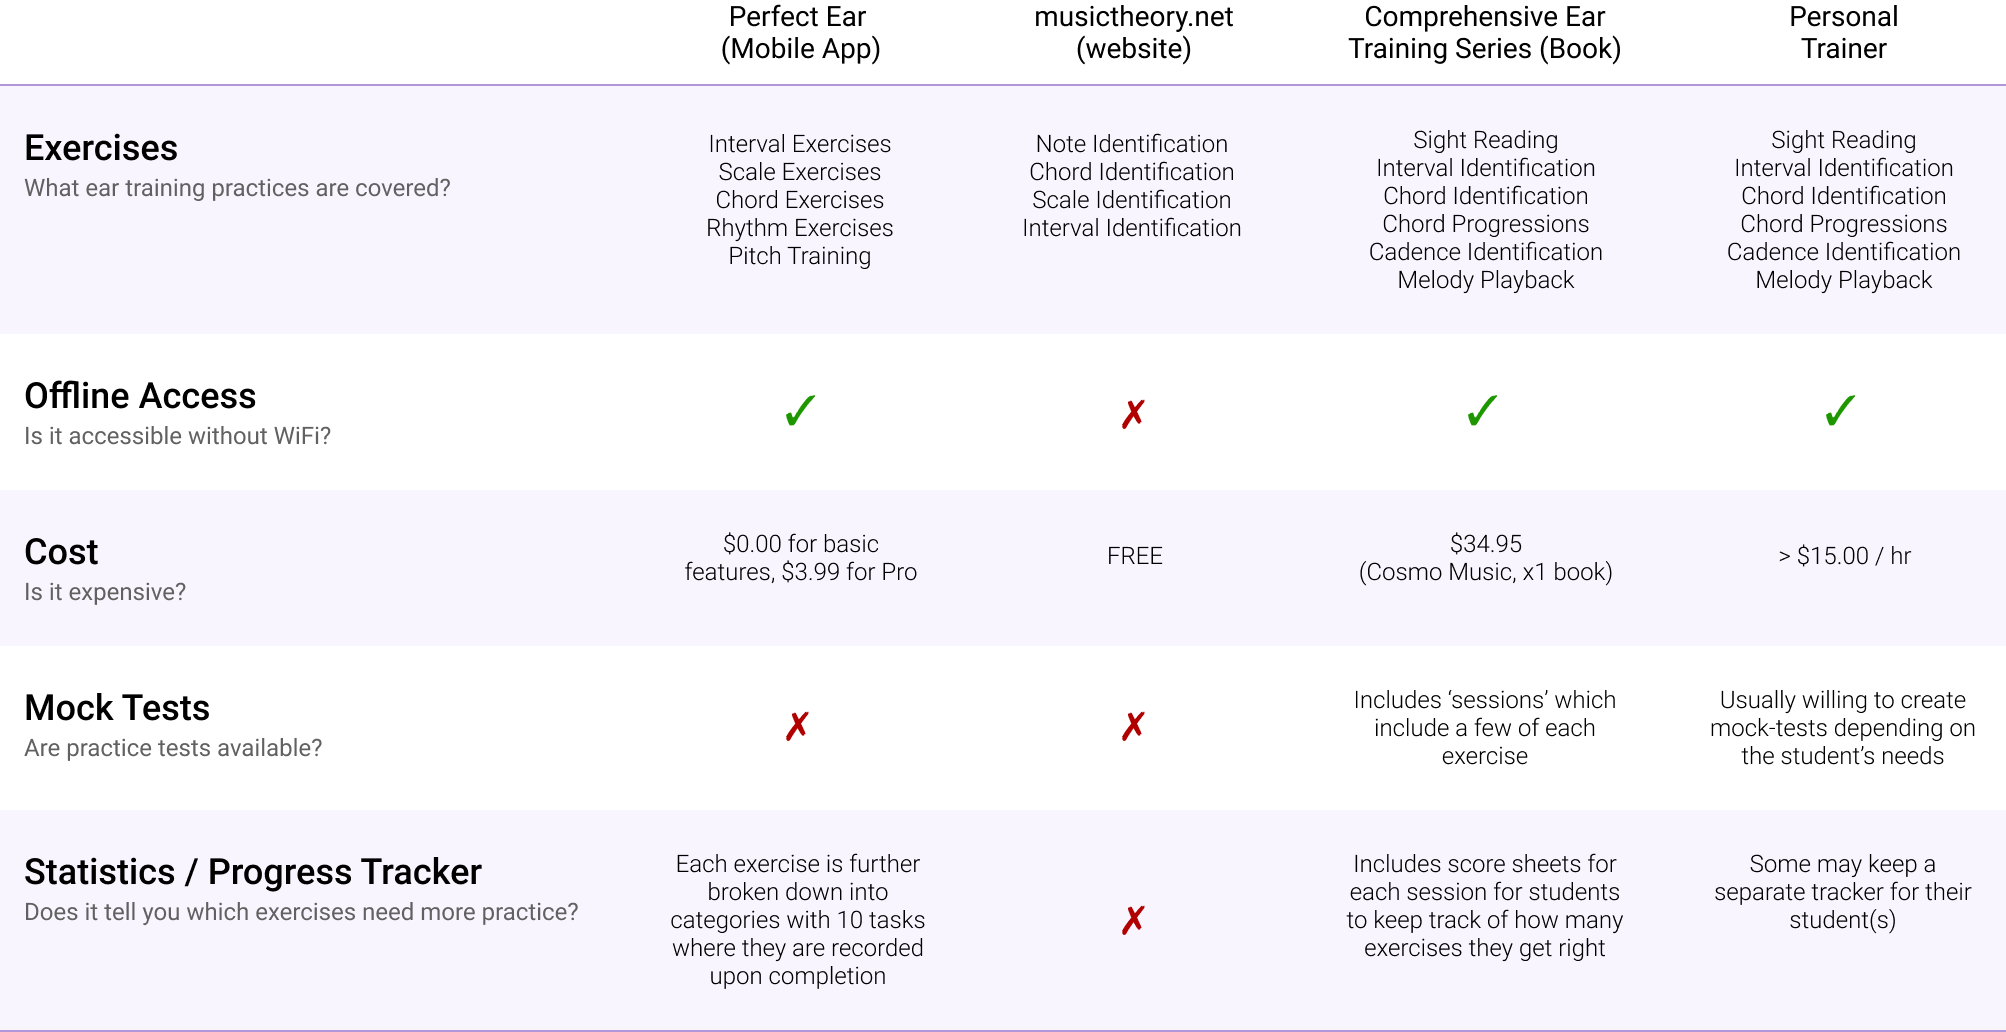 Perfect Ear
(Mobile App)
musictheory.net
(website)
Comprehensive Ear
Training Series (Book)
Personal
Trainer
Exercises
What ear training practices are covered?
Interval Exercises
Scale Exercises
Chord Exercises
Rhythm Exercises
Pitch Training
Note Identification
Chord Identification
Scale Identification
Interval Identification
Sight Reading
Interval Identification
Chord Identification
Chord Progressions
Cadence Identification
Melody Playback
Sight Reading
Interval Identification
Chord Identification
Chord Progressions
Cadence Identification
Melody Playback
Offline Access
Is it accessible without WiFi?
✓
✗
✓
✓
Cost
Is it expensive?
$0.00 for basic
features, $3.99 for Pro
FREE
$34.95
(Cosmo Music, x1 book)
> $15.00 / hr
Mock Tests
Are practice tests available?
✗
✗
Includes ‘sessions’ which
include a few of each
exercise
Usually willing to create
mock-tests depending on
the student’s needs
Statistics / Progress Tracker
Does it tell you which exercises need more practice?
Each exercise is further
broken down into
categories with 10 tasks
where they are recorded
upon completion
✗
Includes score sheets for
each session for students
to keep track of how many
exercises they get right
Some may keep a
separate tracker for their
student(s)